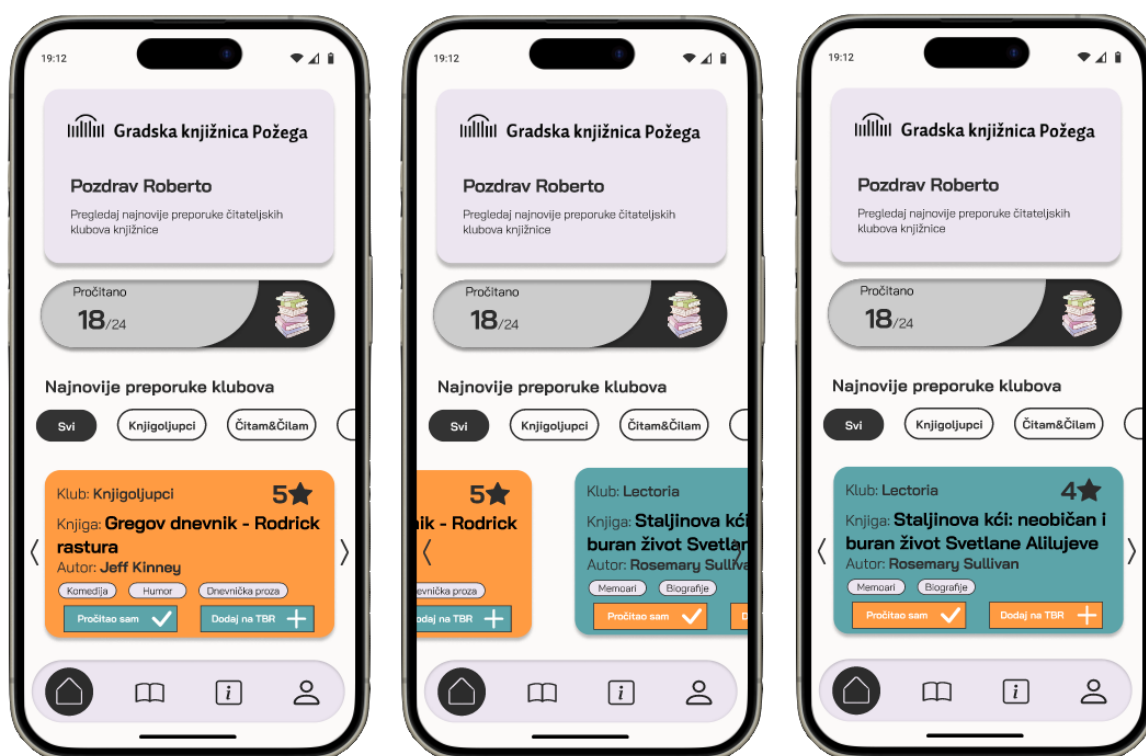 19:12
Gradska knjižnica Požega
Pozdrav Roberto
Pregledaj najnovije preporuke čitateljskih
klubova knjižnice
Pročitano
18/24
Najnovije preporuke klubova
Svi
Knjigoljupci
Čitam&Čilam
Klub: Knjigoljupci
5
Knjiga: Gregov dnevnik - Rodrick
rastura
Autor: Jeff Kinney
Komedija
Humor
Dnevnička proza
Pročitao sam
Dodaj na TBR
i
19:12
Gradska knjižnica Požega
Pozdrav Roberto
Pregledaj najnovije preporuke čitateljskih
klubova knjižnice
Pročitano
18/24
Najnovije preporuke klubova
Svi
Knjigoljupci
Čitam&Čilam
5
ik - Rodrick
evnička proza
odaj na TBR
Klub: Lectoria
Knjiga: Staljinova kći
buran život Svetlan
Autor: Rosemary Sulliva
Memoari
Biografije
Pročitao sam
D
i
19:12
Gradska knjižnica Požega
Pozdrav Roberto
Pregledaj najnovije preporuke čitateljskih
klubova knjižnice
Pročitano
18/24
Najnovije preporuke klubova
Svi
Knjigoljupci
Čitam&Čilam
Klub: Lectoria
4
Knjiga: Staljinova kći: neobičan i
buran život Svetlane Alilujeve
Autor: Rosemary Sullivan
Memoari
Biografije
Pročitao sam
Dodaj na TBR
i